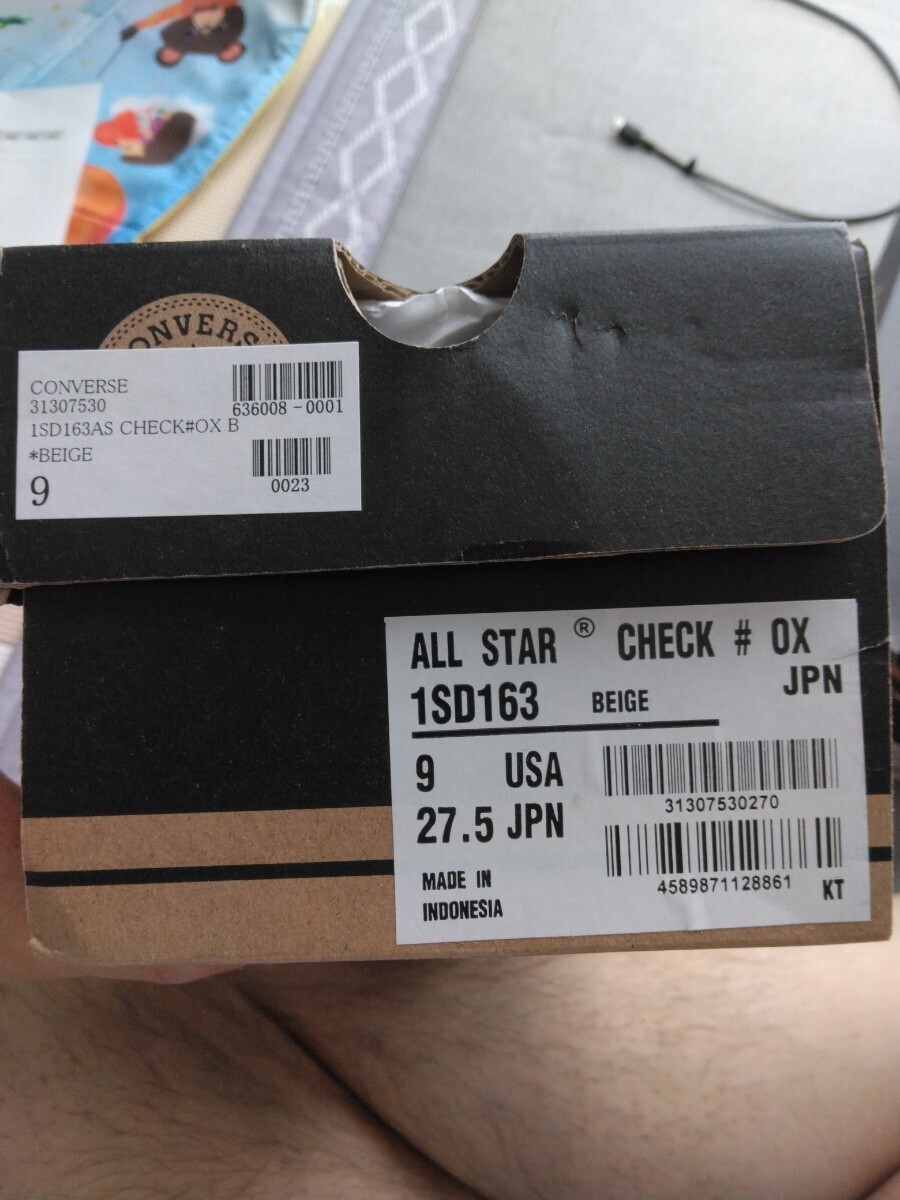 CONVERSE
CONVERSE
31307530
636008-0001
1SD163AS CHECK#OX B
*BEIGE
9
0023
ALL STAR ® CHECK # OX
JPN
1SD163 BEIGE
9 USA
27.5 JPN
31307530270
MADE IN
INDONESIA
4589871128861
KT